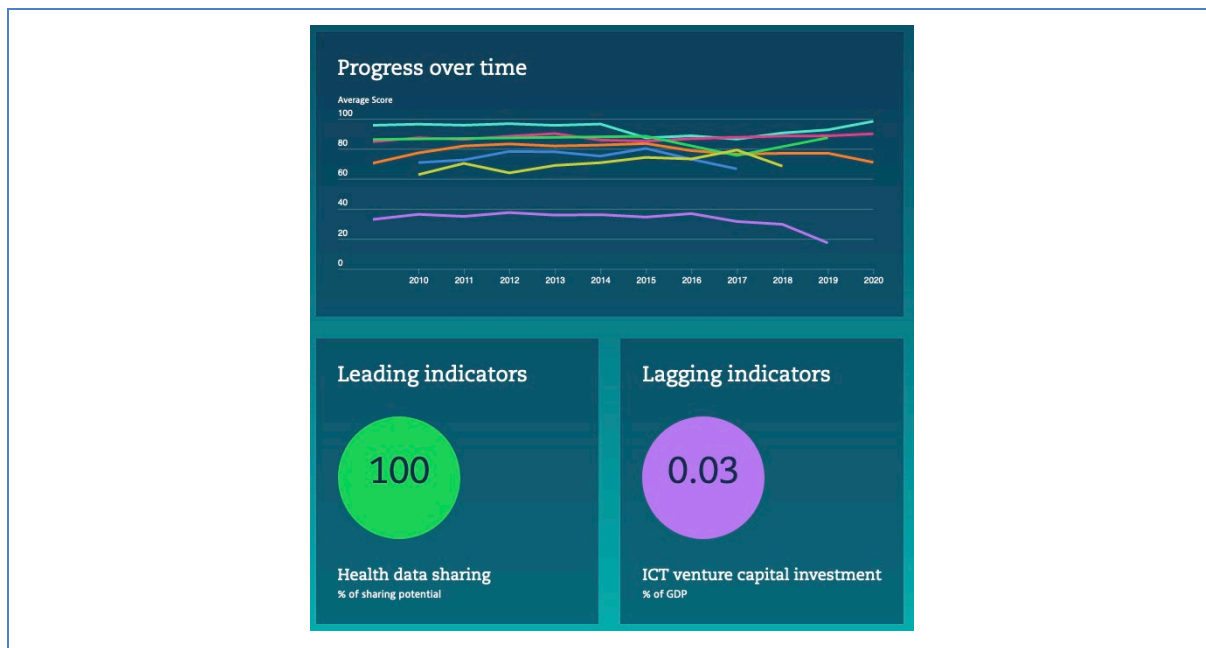 Progress over time
Average Score
100
80
60
40
20
0
2010 2011 2012 2013 2014 2015 2016 2017 2018 2019 2020
Leading indicators
100
Health data sharing
% of sharing potential
Lagging indicators
0.03
ICT venture capital investment
% of GDP